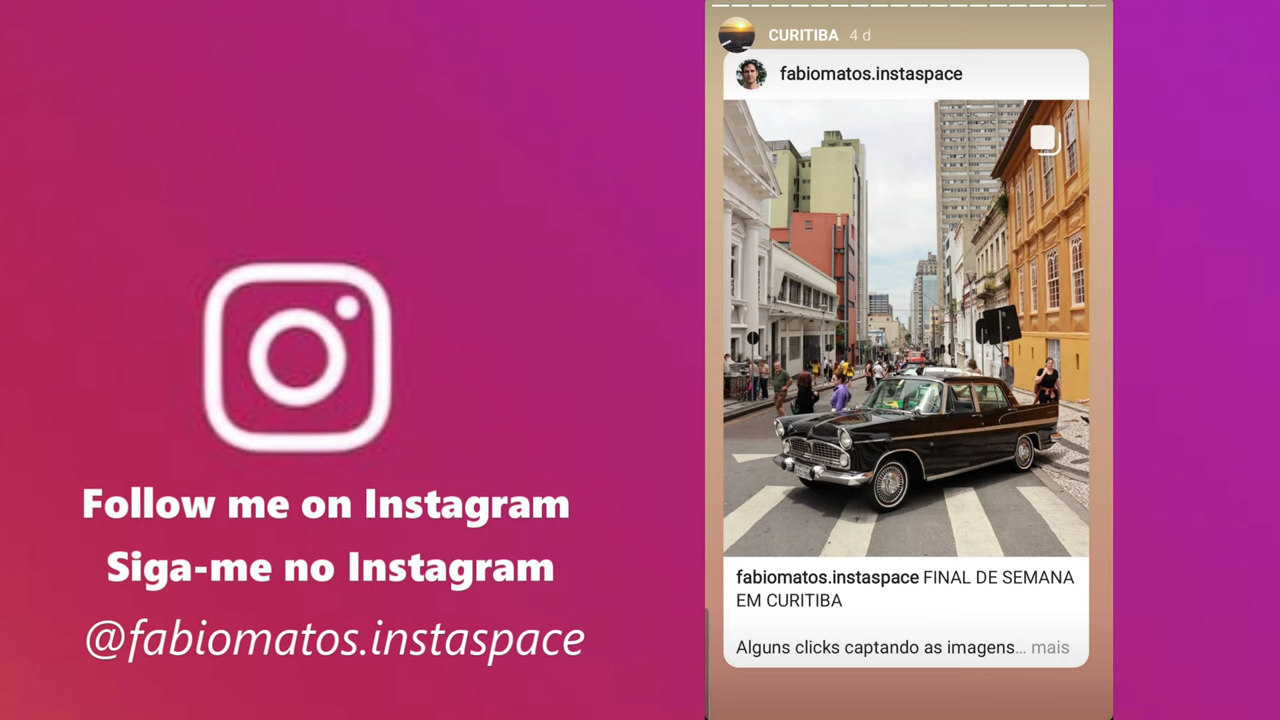 Follow me on Instagram
Siga-me no Instagram
@fabiomatos.instaspace
CURITIBA 4 d
fabiomatos.instaspace
fabiomatos.instaspace FINAL DE SEMANA
EM CURITIBA
Alguns clicks captando as imagens... mais